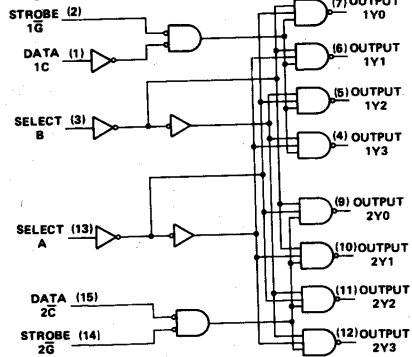 STROBE (2)
1G̅
DATA (1)
1C
SELECT (3)
B
SELECT (13)
A
DATA (15)
2C̅
STROBE (14)
2G̅
(7) OUTPUT
1Y0
(6) OUTPUT
1Y1
(5) OUTPUT
1Y2
(4) OUTPUT
1Y3
(9) OUTPUT
2Y0
(10) OUTPUT
2Y1
(11) OUTPUT
2Y2
(12) OUTPUT
2Y3